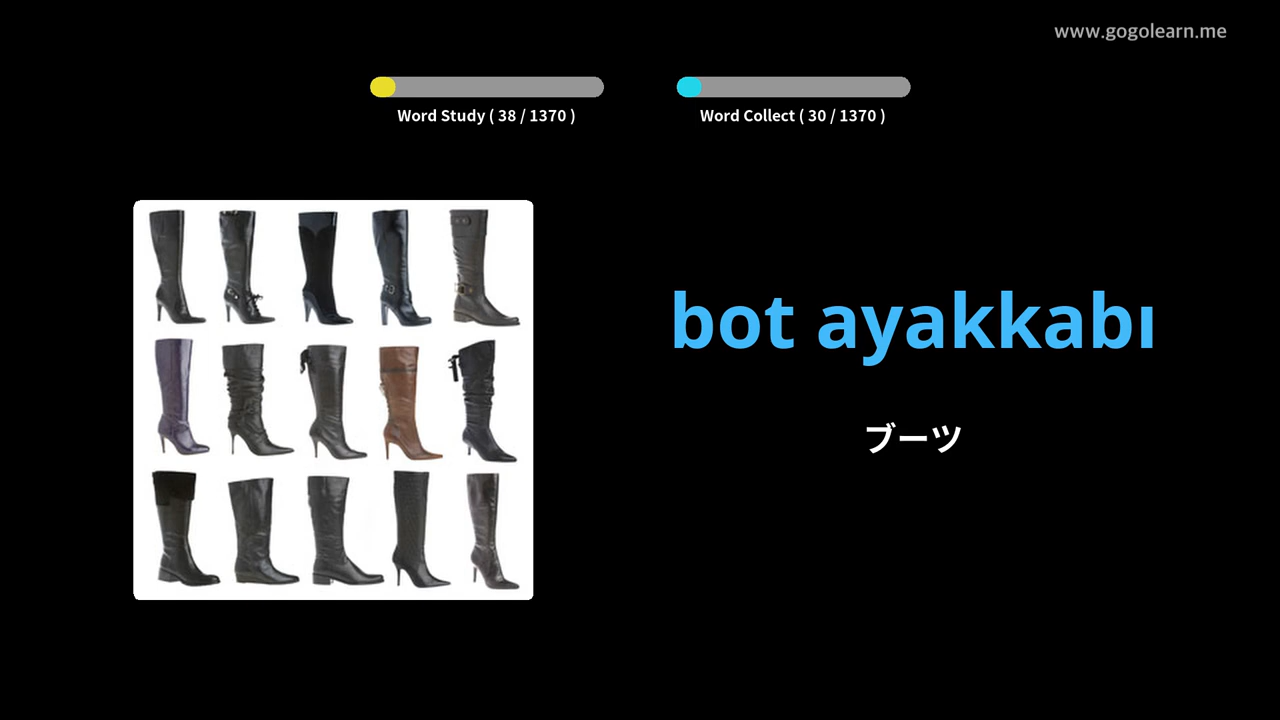 www.gogolearn.me
Word Study ( 38 / 1370 )
Word Collect ( 30 / 1370 )
bot ayakkabı
ブーツ